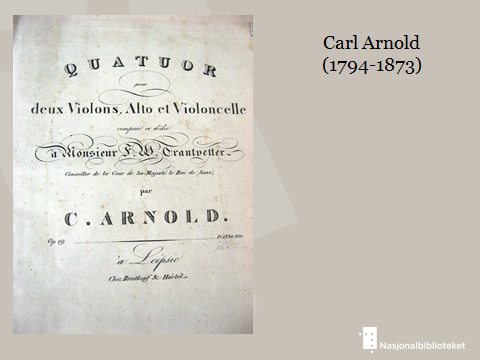 QUATUOR
pour
deux Violons, Alto et Violoncelle
composé et dédié
à Monsieur F. W. Trautvetter
Conseiller de la Cour de Sa Majesté le Roi de Saxe,
par
C. ARNOLD.
Op. 19
à Leipsic
Chez Breitkopf & Härtel.
Carl Arnold
(1794-1873)
Nasjonalbiblioteket